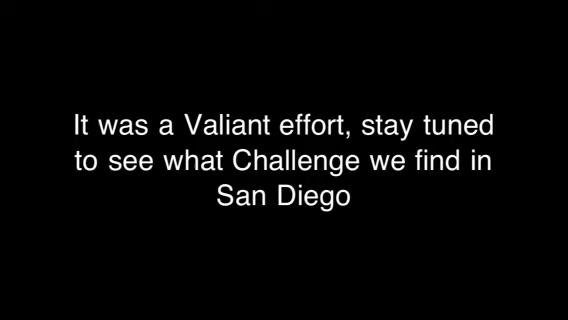 It was a Valiant effort, stay tuned
to see what Challenge we find in
San Diego